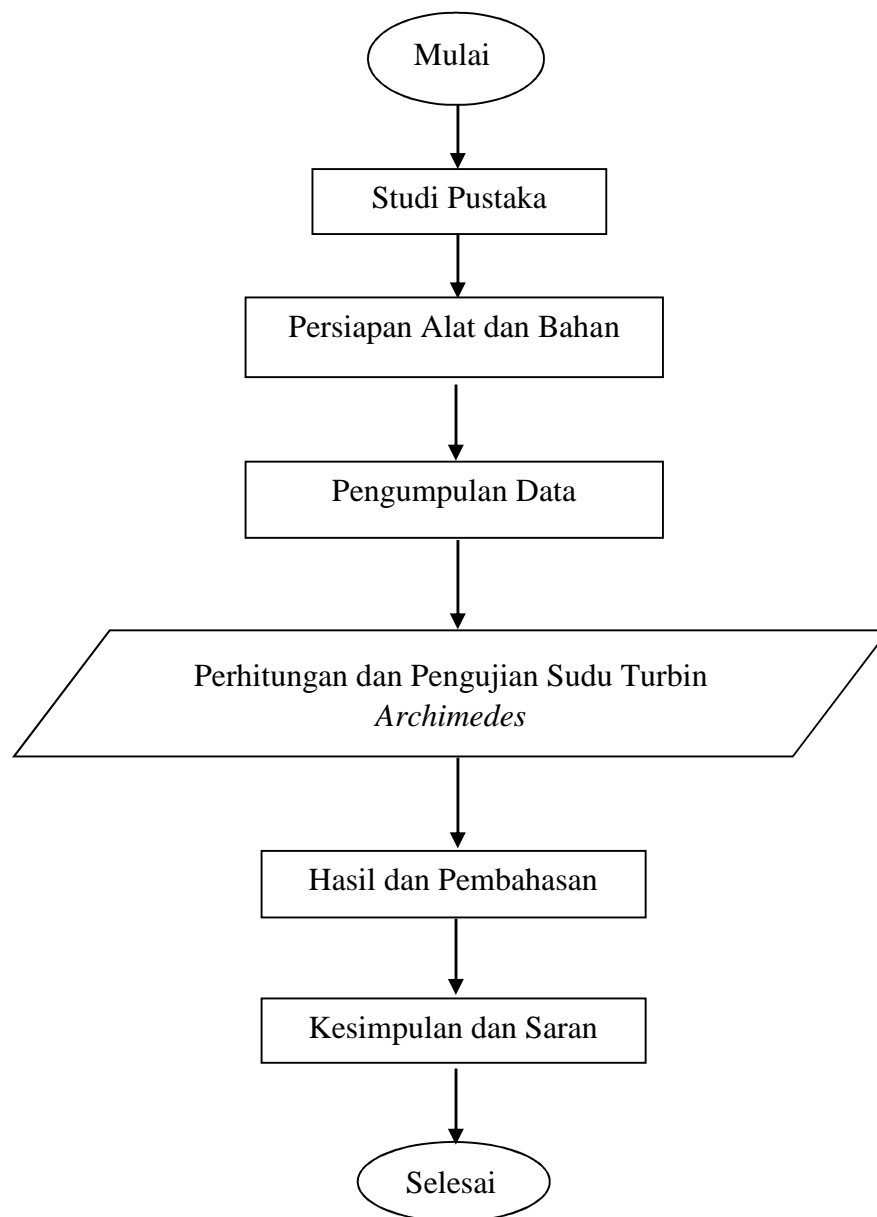 Mulai
Studi Pustaka
Persiapan Alat dan Bahan
Pengumpulan Data
Perhitungan dan Pengujian Sudu Turbin
Archimedes
Hasil dan Pembahasan
Kesimpulan dan Saran
Selesai